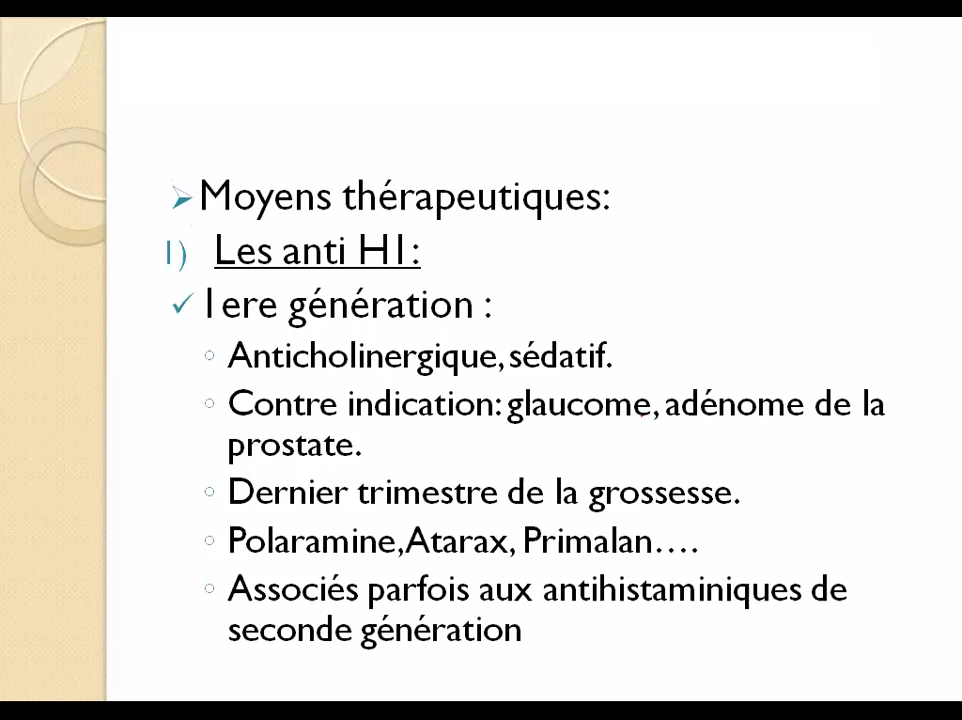 Moyens thérapeutiques:
1) Les anti H1:
1ere génération :
Anticholinergique, sédatif.
Contre indication: glaucome, adénome de la
prostate.
Dernier trimestre de la grossesse.
Polaramine, Atarax, Primalan….
Associés parfois aux antihistaminiques de
seconde génération